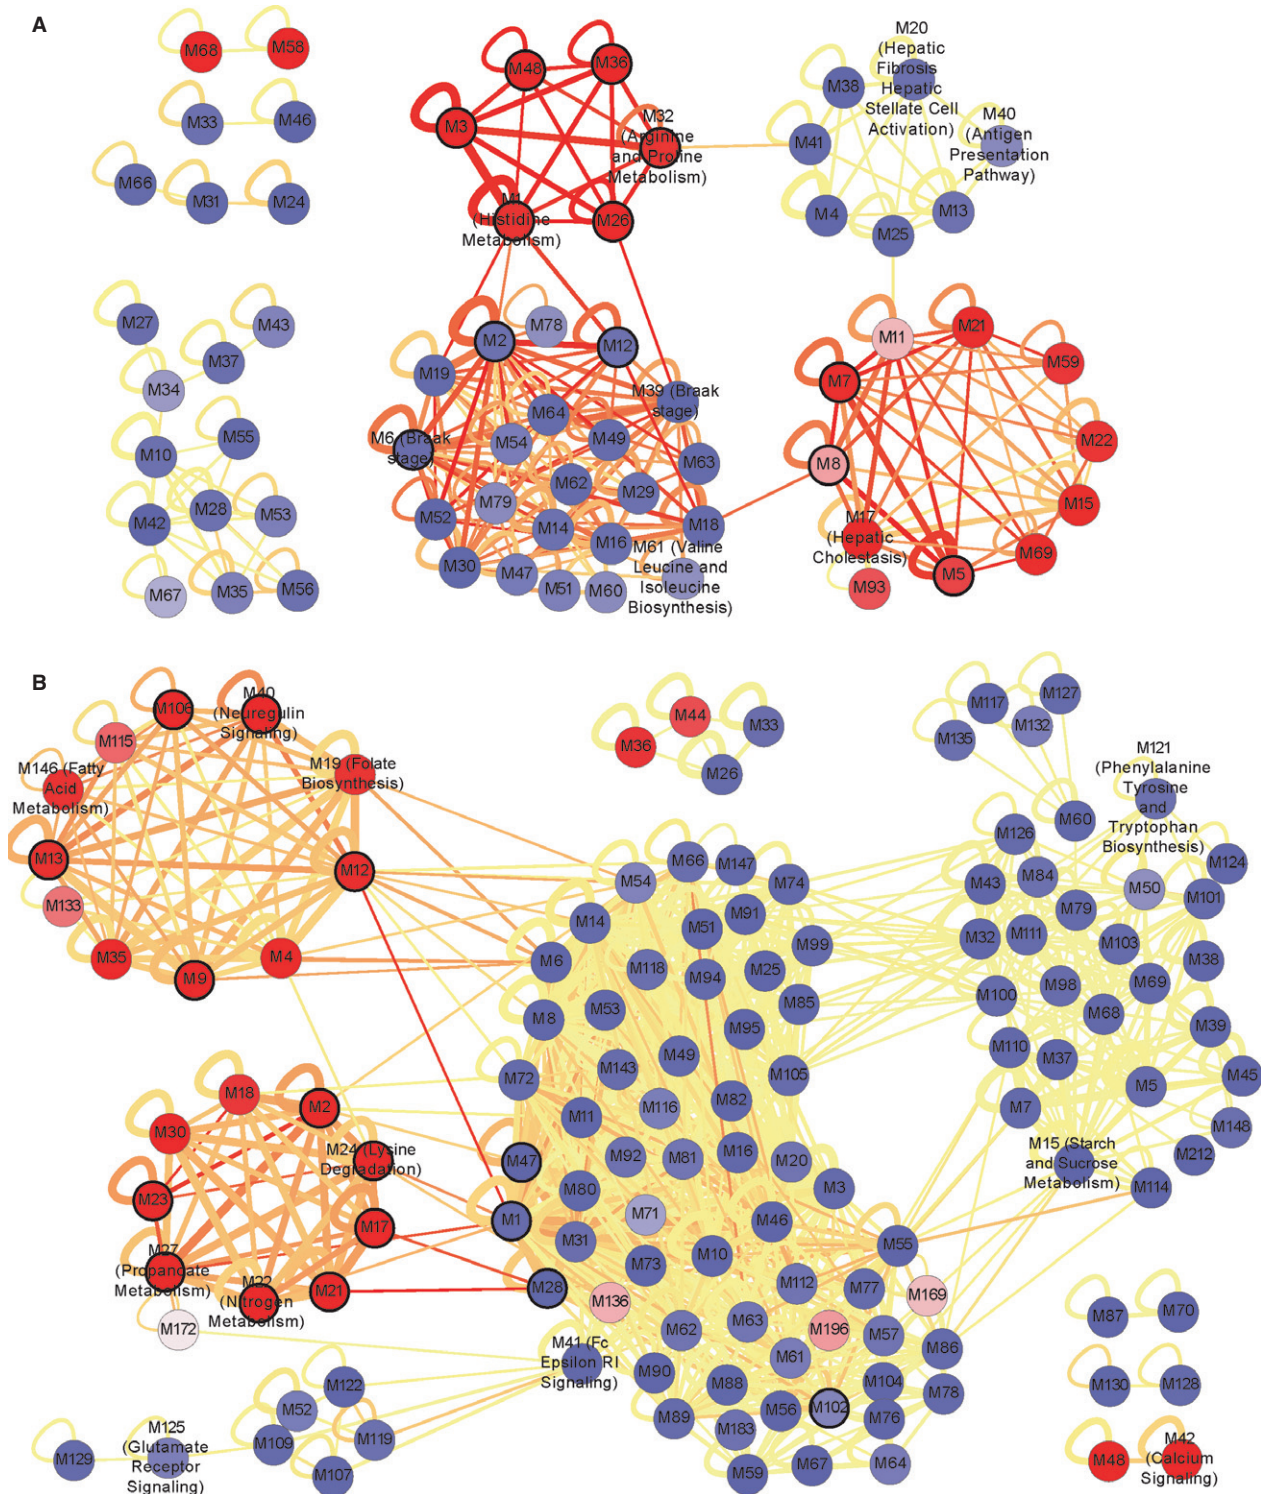 A
M68
M58
M33
M46
M66
M31
M24
M48
M36
M3
M32
(Arginine
and Proline
Metabolism)
M1
(Histidine
Metabolism)
M26
M20
(Hepatic
Fibrosis
Hepatic
Stellate Cell
Activation)
M38
M40
(Antigen
Presentation
Pathway)
M41
M4
M25
M13
M27
M43
M37
M34
M55
M10
M28
M53
M42
M67
M35
M56
M2
M78
M12
M19
M39 (Braak
stage)
M64
M6 (Braak
stage)
M54
M49
M63
M62
M29
M79
M52
M14
M16
M18
M30
M47
M51
M60
M61 (Valine
Leucine and
Isoleucine
Biosynthesis)
M11
M21
M59
M7
M22
M8
M15
M17
(Hepatic
Cholestasis)
M69
M5
M93
B
M106
M40
(Neuregulin
Signaling)
M115
M146 (Fatty
Acid
Metabolism)
M19 (Folate
Biosynthesis)
M13
M12
M133
M35
M9
M4
M36
M44
M33
M26
M117
M127
M135
M132
M60
M121
(Phenylalanine
Tyrosine
and
Tryptophan
Biosynthesis)
M126
M124
M43
M84
M50
M101
M79
M32
M111
M103
M38
M100
M98
M69
M68
M39
M110
M37
M5
M45
M7
M148
M15 (Starch
and Sucrose
Metabolism)
M212
M114
M54
M66
M147
M74
M14
M51
M91
M99
M6
M118
M94
M25
M85
M8
M53
M95
M72
M143
M49
M105
M11
M116
M82
M47
M92
M81
M16
M20
M80
M3
M1
M71
M46
M31
M73
M10
M55
M28
M136
M112
M77
M169
M62
M63
M196
M57
M86
M41 (Fc
Epsilon RI
Signaling)
M90
M61
M88
M104
M78
M89
M56
M102
M183
M76
M59
M67
M64
M18
M2
M30
M24 (Lysine
Degradation)
M23
M17
M27
(Propanoate
Metabolism)
M22
(Nitrogen
Metabolism)
M21
M172
M122
M52
M125
(Glutamate
Receptor
Signaling)
M129
M109
M119
M107
M87
M70
M130
M128
M48
M42
(Calcium
Signaling)